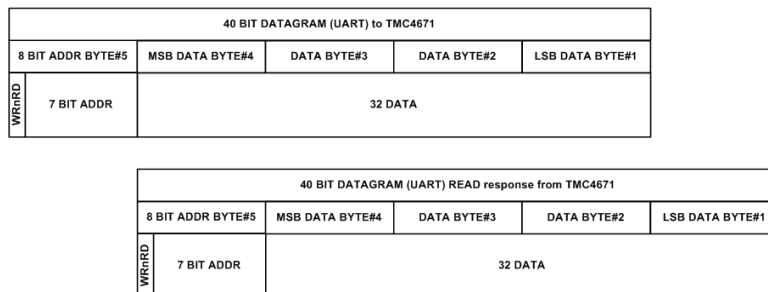 40 BIT DATAGRAM (UART) to TMC4671
8 BIT ADDR BYTE#5 MSB DATA BYTE#4 DATA BYTE#3 DATA BYTE#2 LSB DATA BYTE#1
WRnRD 7 BIT ADDR 32 DATA
40 BIT DATAGRAM (UART) READ response from TMC4671
8 BIT ADDR BYTE#5 MSB DATA BYTE#4 DATA BYTE#3 DATA BYTE#2 LSB DATA BYTE#1
WRnRD 7 BIT ADDR 32 DATA